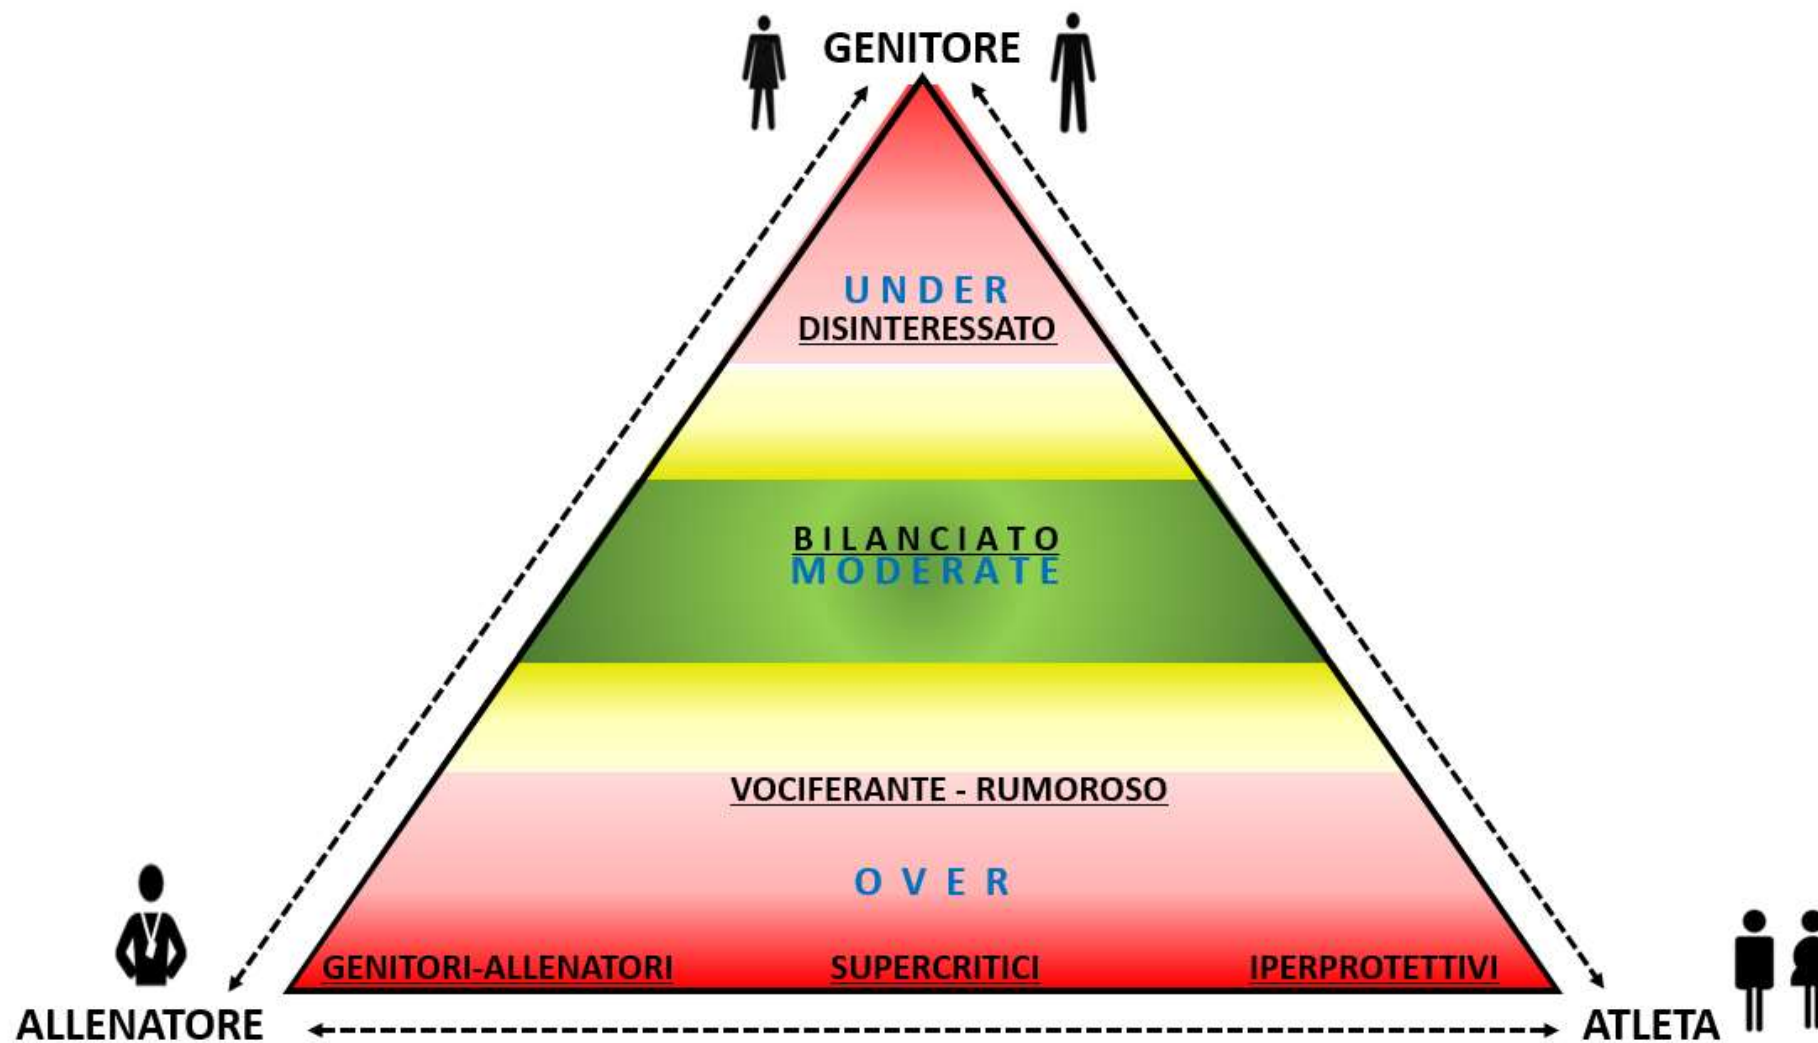 GENITORE
UNDER
DISINTERESSATO
BILANCIATO
MODERATE
VOCIFERANTE - RUMOROSO
OVER
GENITORI-ALLENATORI SUPERCRITICI IPERPROTETTIVI
ALLENATORE ATLETA